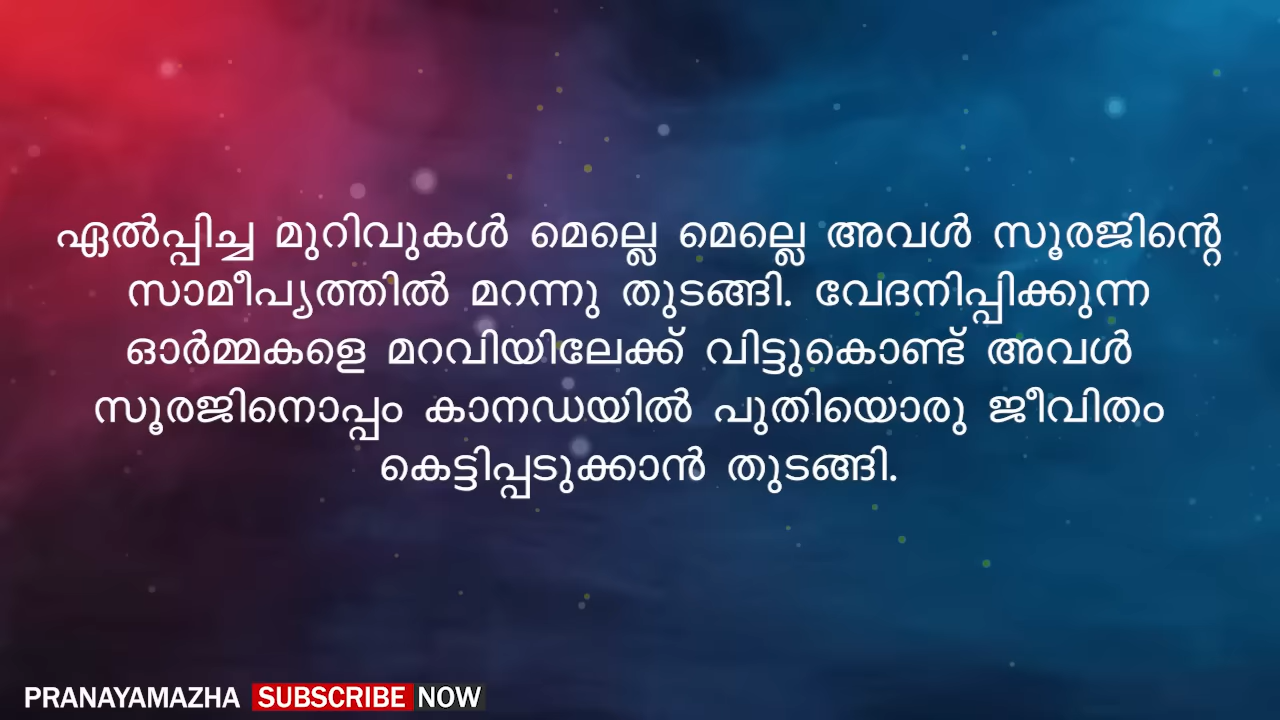 ഏൽപ്പിച്ച മുറിവുകൾ മെല്ലെ മെല്ലെ അവൾ സൂരജിന്റെ
സാമീപ്യത്തിൽ മറന്നു തുടങ്ങി. വേദനിപ്പിക്കുന്ന
ഓർമ്മകളെ മറവിയിലേക്ക് വിട്ടുകൊണ്ട് അവൾ
സൂരജിനൊപ്പം കാനഡയിൽ പുതിയൊരു ജീവിതം
കെട്ടിപ്പടുക്കാൻ തുടങ്ങി.
PRANAYAMAZHA SUBSCRIBE NOW